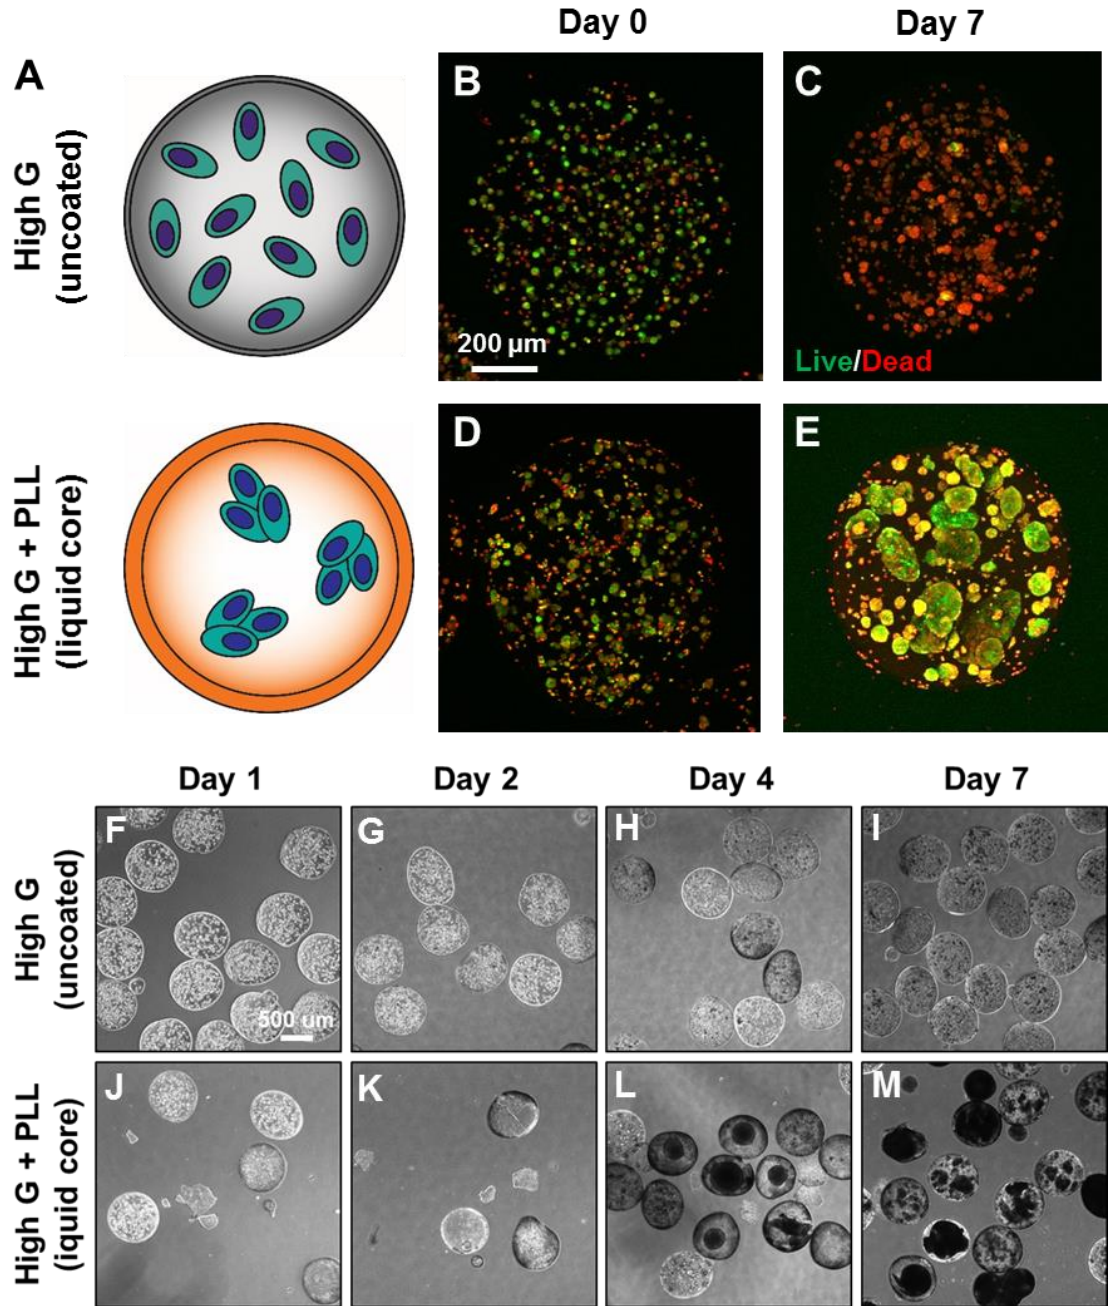 Day 0
Day 7
A
High G
(uncoated)
B
200 µm
C
Live/Dead
High G + PLL
(liquid core)
D
E
Day 1
Day 2
Day 4
Day 7
High G
(uncoated)
F
500 um
G
H
I
High G + PLL
(iquid core)
J
K
L
M